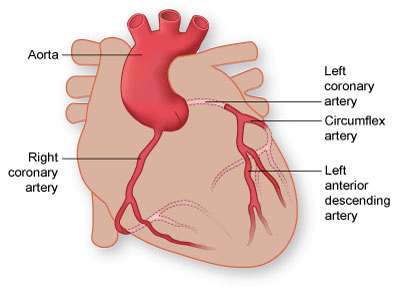 Aorta
Left
coronary
artery
Circumflex
artery
Right
coronary
artery
Left
anterior
descending
artery